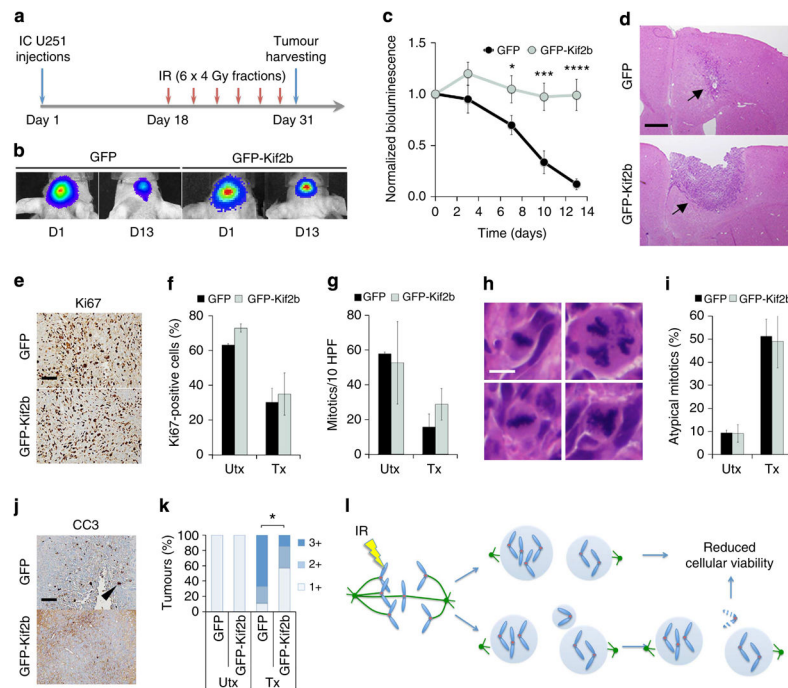 a
IC U251
injections
Tumour
harvesting
IR (6 x 4 Gy fractions)
Day 1
Day 18
Day 31
b
GFP
GFP-Kif2b
D1
D13
D1
D13
c
GFP
GFP-Kif2b
Normalized bioluminescence
1.5
1.0
0.5
0.0
*
***
****
0 2 4 6 8 10 12 14
Time (days)
d
GFP
GFP-Kif2b
e
Ki67
GFP
GFP-Kif2b
f
GFP
GFP-Kif2b
Ki67-positive cells (%)
80
60
40
20
0
Utx
Tx
g
GFP
GFP-Kif2b
Mitotics/10 HPF
80
60
40
20
0
Utx
Tx
h
i
GFP
GFP-Kif2b
Atypical mitotics (%)
60
50
40
30
20
10
0
Utx
Tx
j
CC3
GFP
GFP-Kif2b
k
*
Tumours (%)
100
80
60
40
20
0
3+
2+
1+
GFP
GFP-Kif2b
GFP
GFP-Kif2b
Utx
Tx
l
IR
Reduced
cellular viability